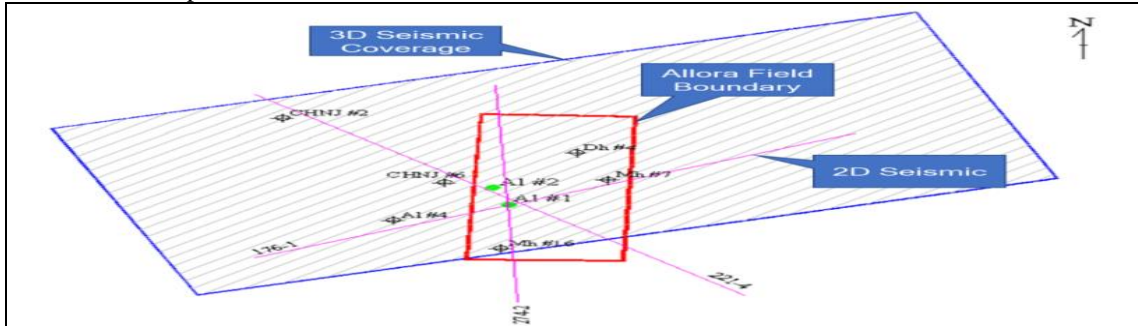 3D Seismic
Coverage
N
Allora Field
Boundary
CHNJ #2
Dh #4
2D Seismic
CHNJ #6
Al #2
Mh #7
Al #1
Al #4
176-1
Mh #16
221-4
274-2